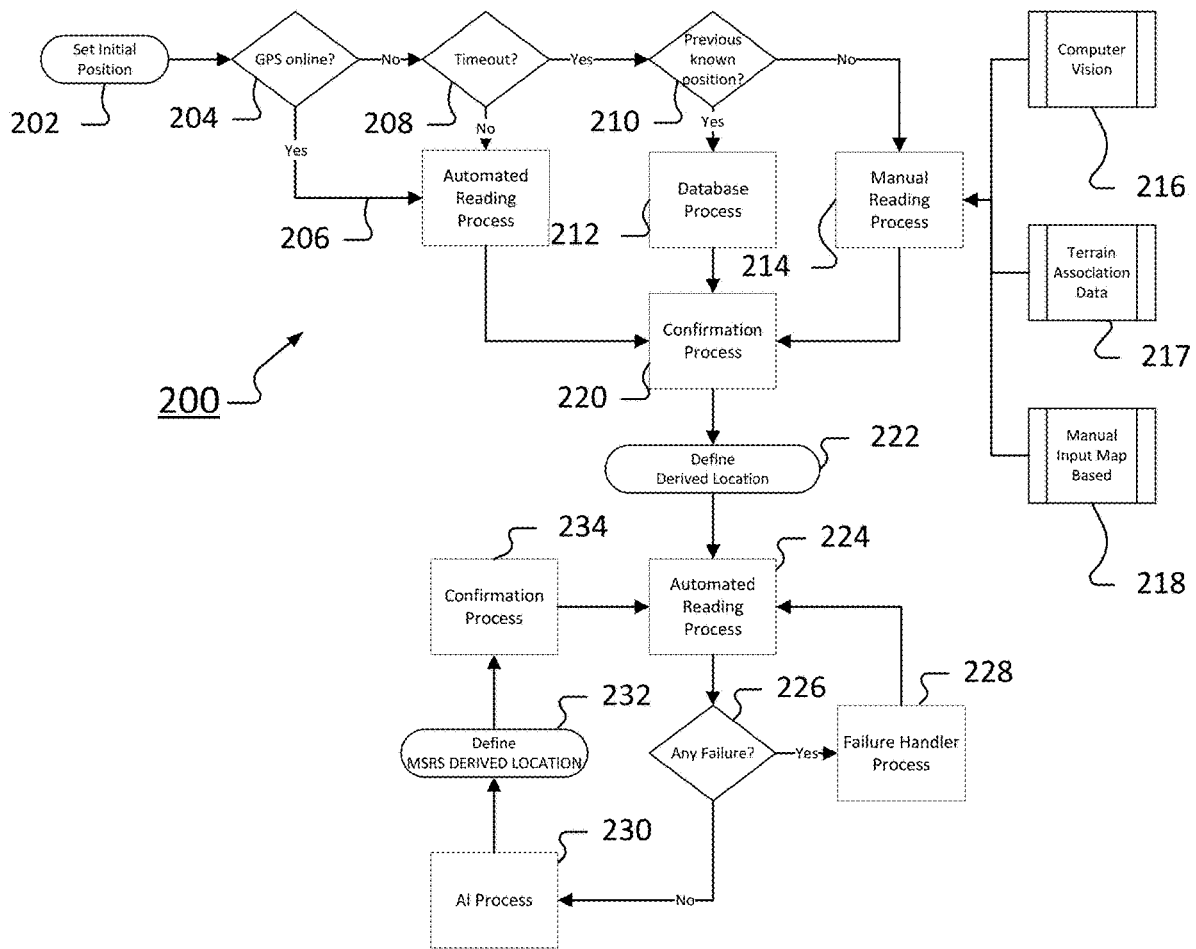 Set Initial
Position
202
GPS online?
204
No
Timeout?
208
Yes
Previous
known
position?
210
No
Computer
Vision
216
Yes
No
Yes
206
Automated
Reading
Process
212
Database
Process
214
Manual
Reading
Process
Terrain
Association
Data
217
200
Confirmation
Process
220
Manual
Input Map
Based
218
Define
Derived Location
222
234
Confirmation
Process
224
Automated
Reading
Process
232
Define
MSRS DERIVED LOCATION
226
Any Failure?
Yes
228
Failure Handler
Process
230
AI Process
No